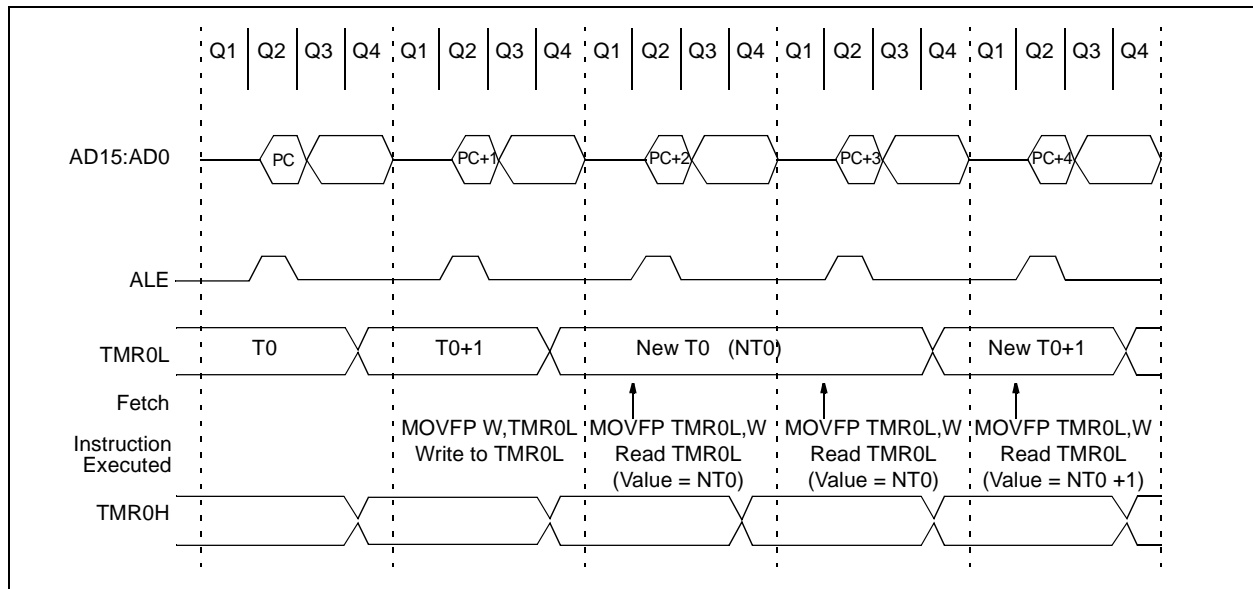 Q1 Q2 Q3 Q4 Q1 Q2 Q3 Q4 Q1 Q2 Q3 Q4 Q1 Q2 Q3 Q4 Q1 Q2 Q3 Q4
AD15:AD0 PC PC+1 PC+2 PC+3 PC+4
ALE
TMR0L T0 T0+1 New T0 (NT0) New T0+1
Fetch
Instruction
Executed
MOVFP W,TMR0L
Write to TMR0L
MOVFP TMR0L,W
Read TMR0L
(Value = NT0)
MOVFP TMR0L,W
Read TMR0L
(Value = NT0)
MOVFP TMR0L,W
Read TMR0L
(Value = NT0 +1)
TMR0H